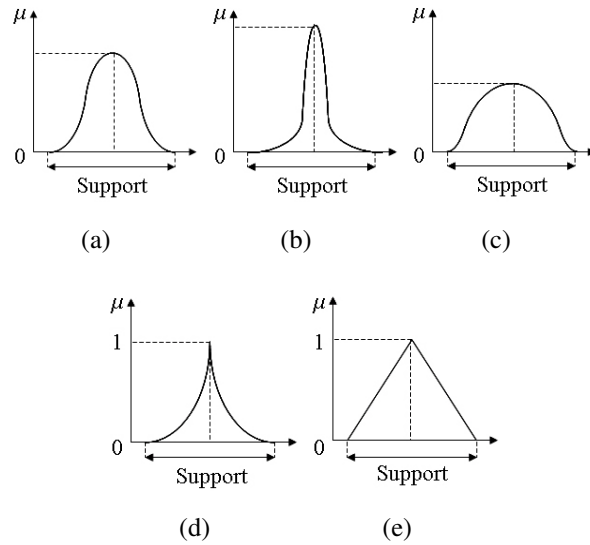 μ μ μ
0 0 0
Support Support Support
(a) (b) (c)
μ μ
1 1
0 0
Support Support
(d) (e)